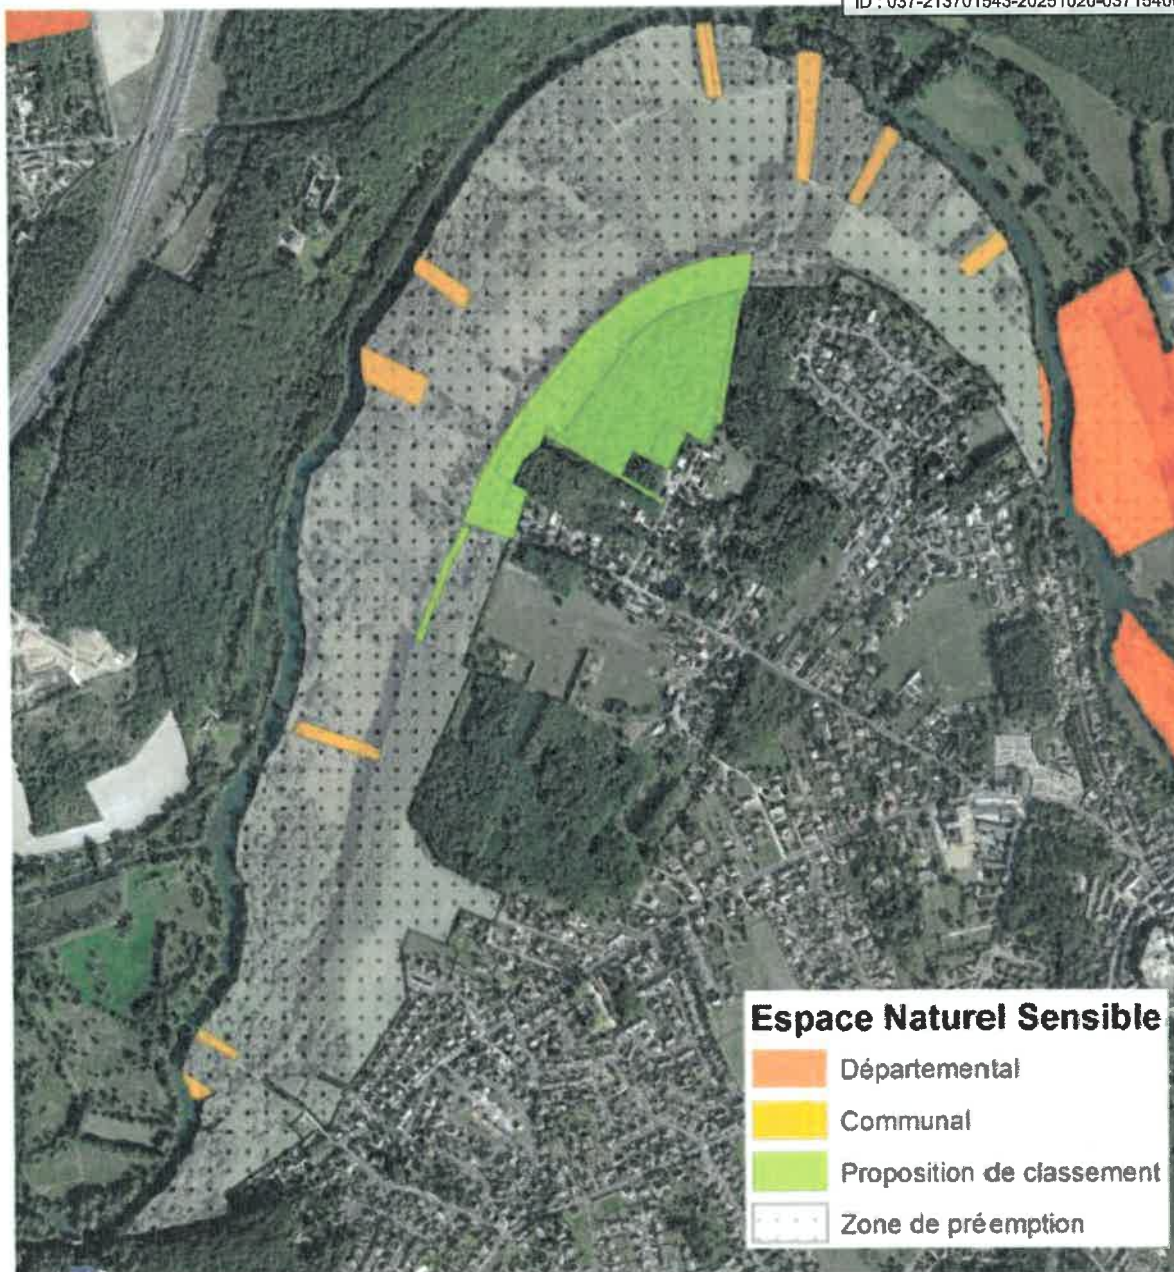 Espace Naturel Sensible
Départemental
Communal
Proposition de classement
Zone de préemption